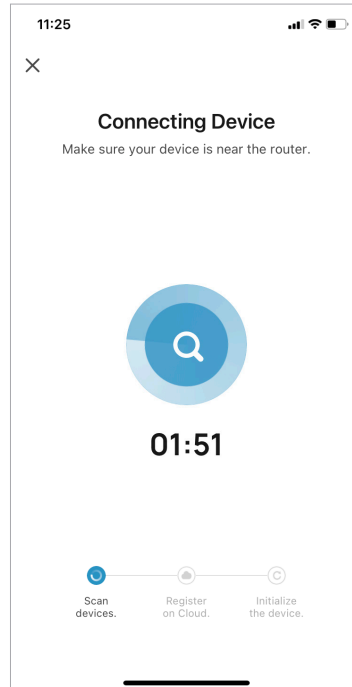 11:25
Connecting Device
Make sure your device is near the router.
01:51
Scan
devices.
Register
on Cloud.
Initialize
the device.